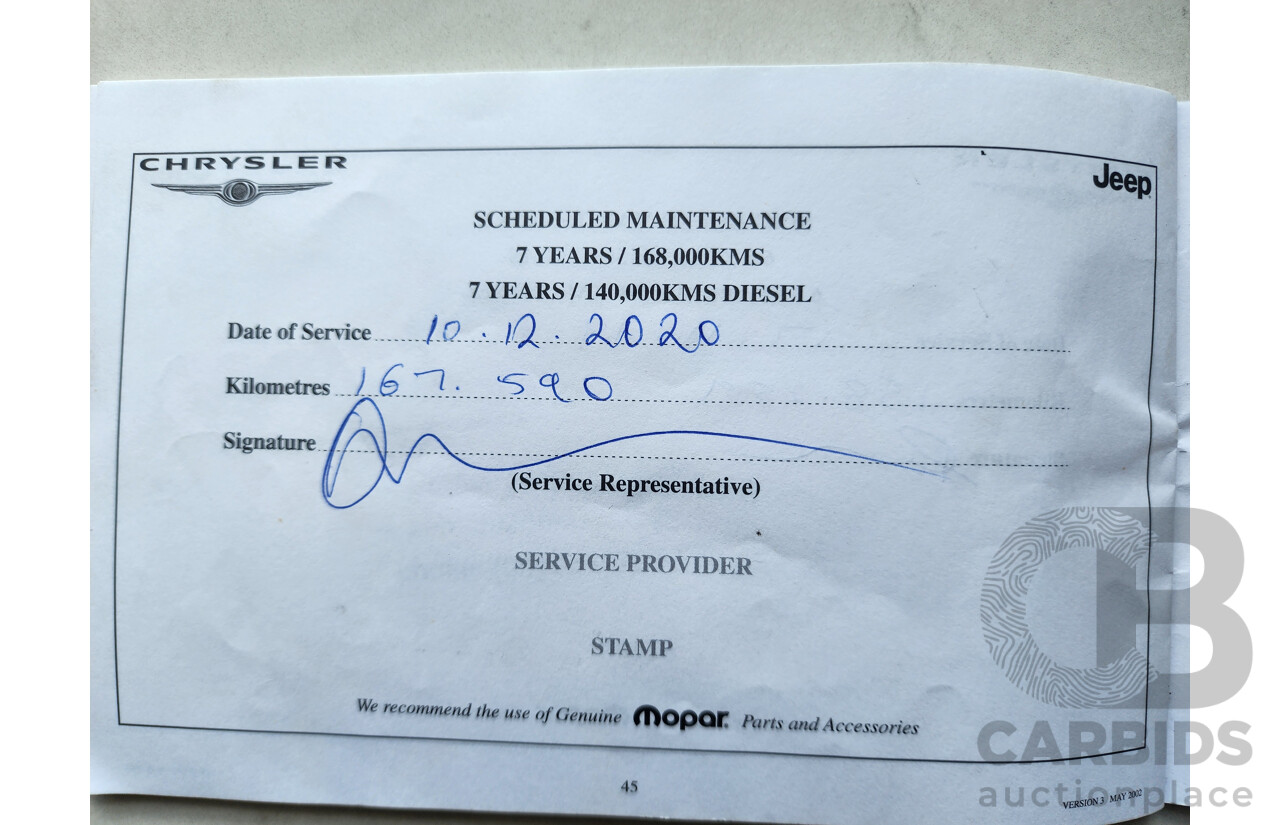 CHRYSLER
Jeep
SCHEDULED MAINTENANCE
7 YEARS / 168,000KMS
7 YEARS / 140,000KMS DIESEL
Date of Service 10.12.2020
Kilometres 167.590
Signature
(Service Representative)
SERVICE PROVIDER
STAMP
We recommend the use of Genuine Mopar Parts and Accessories
45
VERSION 3 MAY 2002
CB
CARBIDS
auctionplace